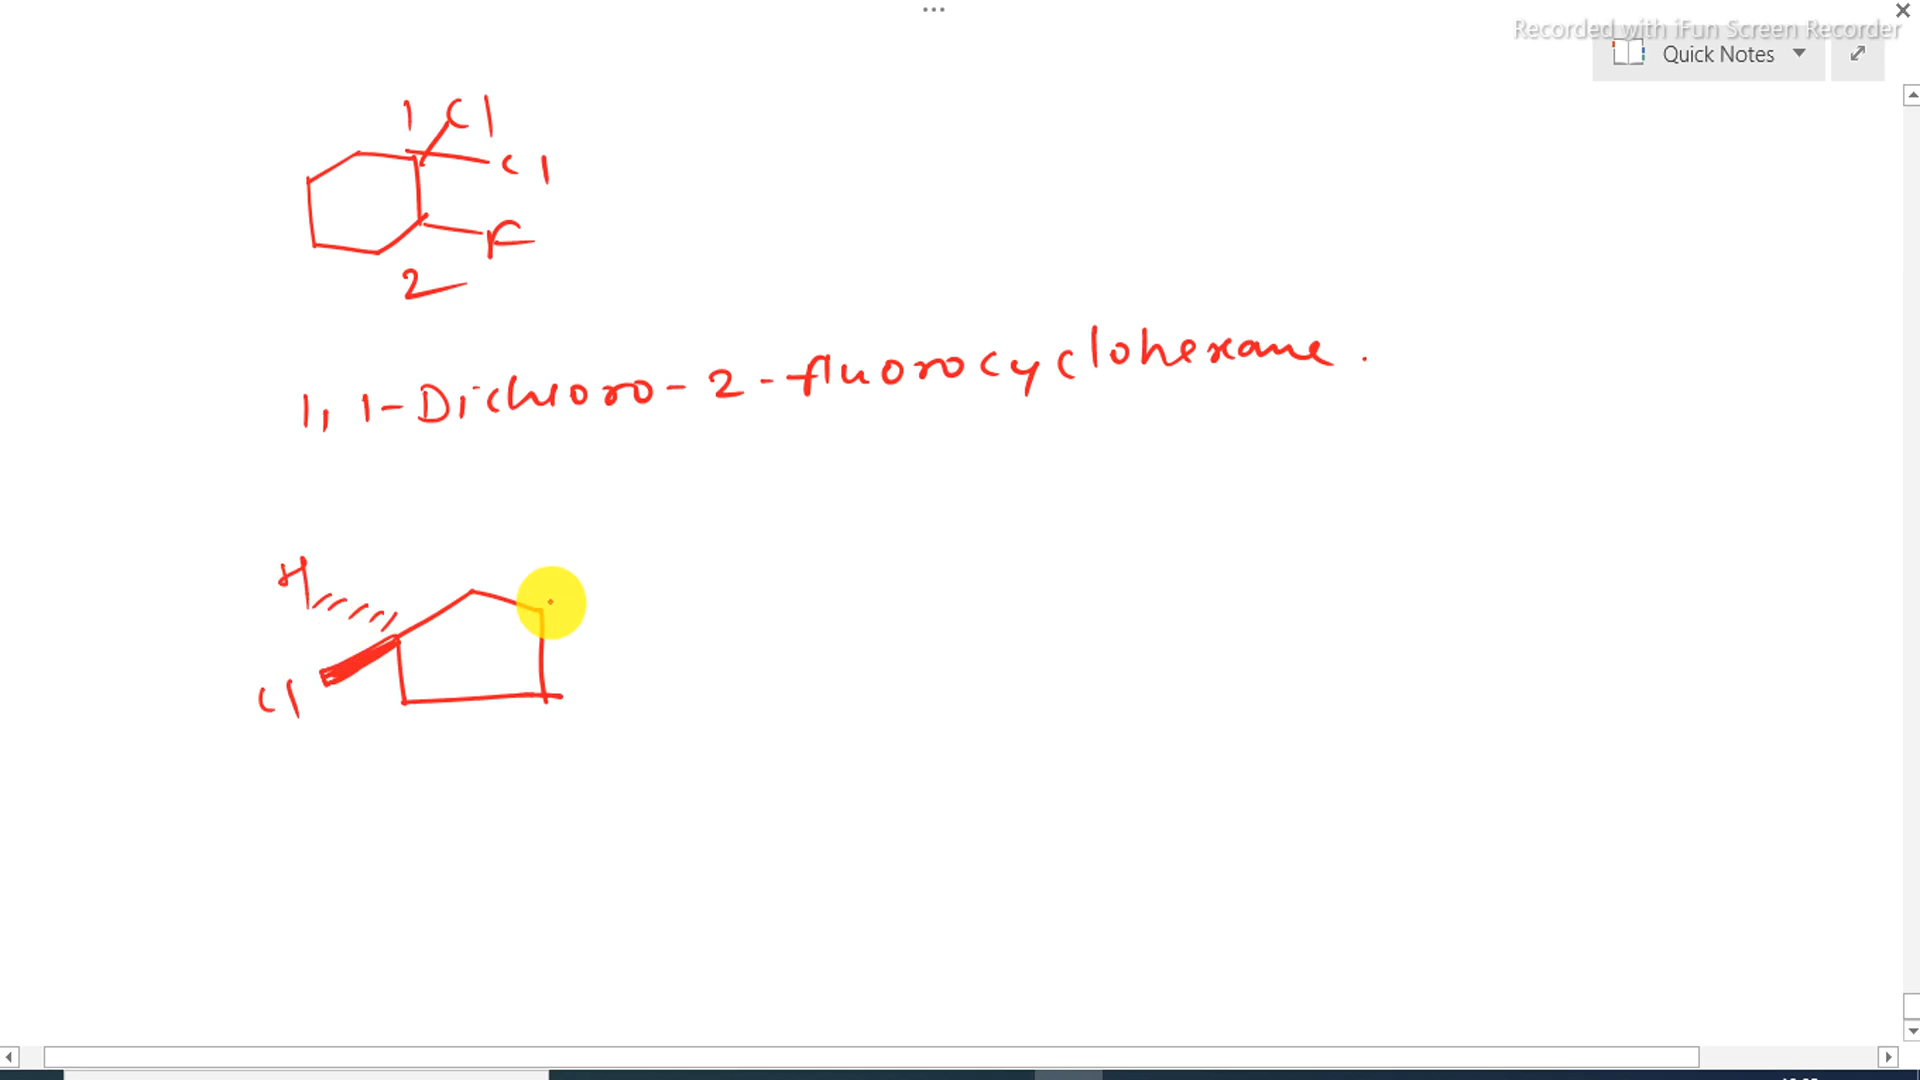 Recorded with iFun Screen Recorder
Quick Notes
1 Cl
Cl
F
2
1, 1-Dichloro-2-fluorocyclohexane.
H
Cl